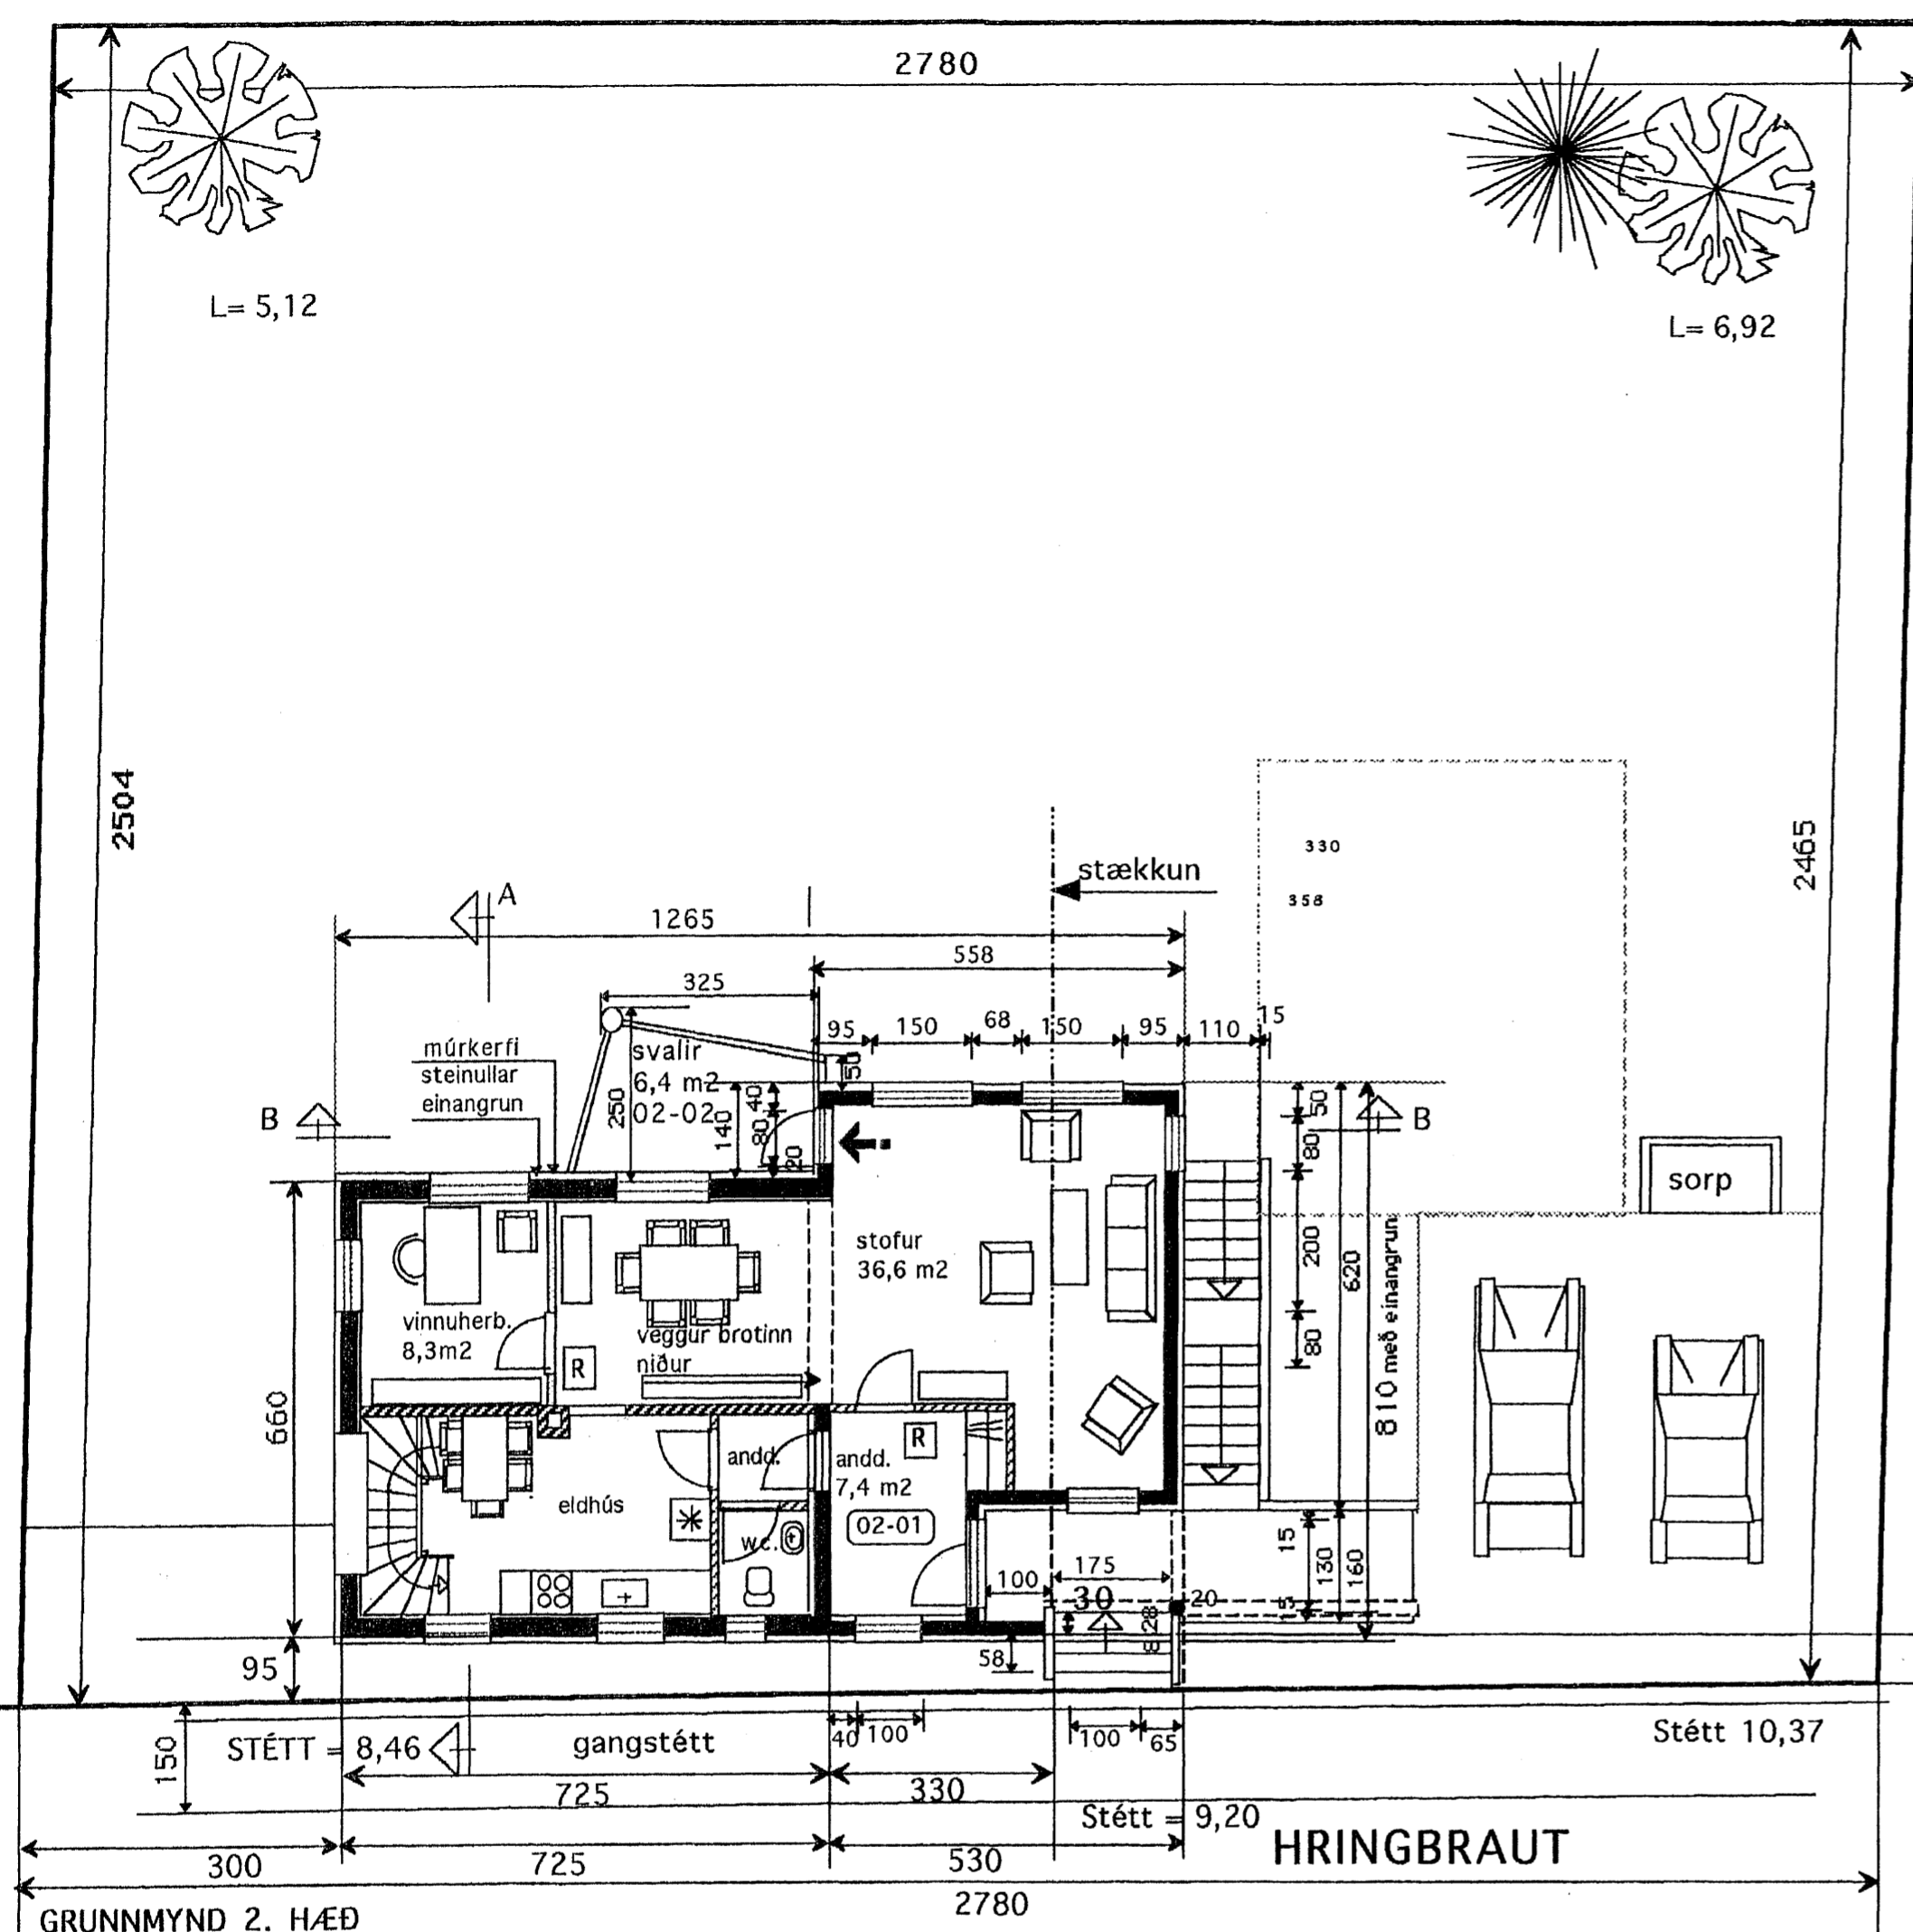 2780
L= 5,12
L= 6,92
2504
2465
330
358
stækkun
A
1265
558
325
95
150
68
150
95
110
15
múrkerfi
steinullar
einangrun
svalir
6,4 m2
02-02
250
140
40
80
20
50
B
B
50
80
200
80
620
810 með einangrun
sorp
stofur
36,6 m2
vinnuherb.
8,3m2
R
veggur brotinn
niður
660
eldhús
andd.
wc.
andd.
7,4 m2
R
02-01
100
175
30
20
828
58
15
130
160
15
95
150
STÉTT = 8,46
gangstétt
40
100
100
65
Stétt 10,37
725
330
Stétt = 9,20
HRINGBRAUT
300
725
530
2780
GRUNNMYND 2. HÆÐ